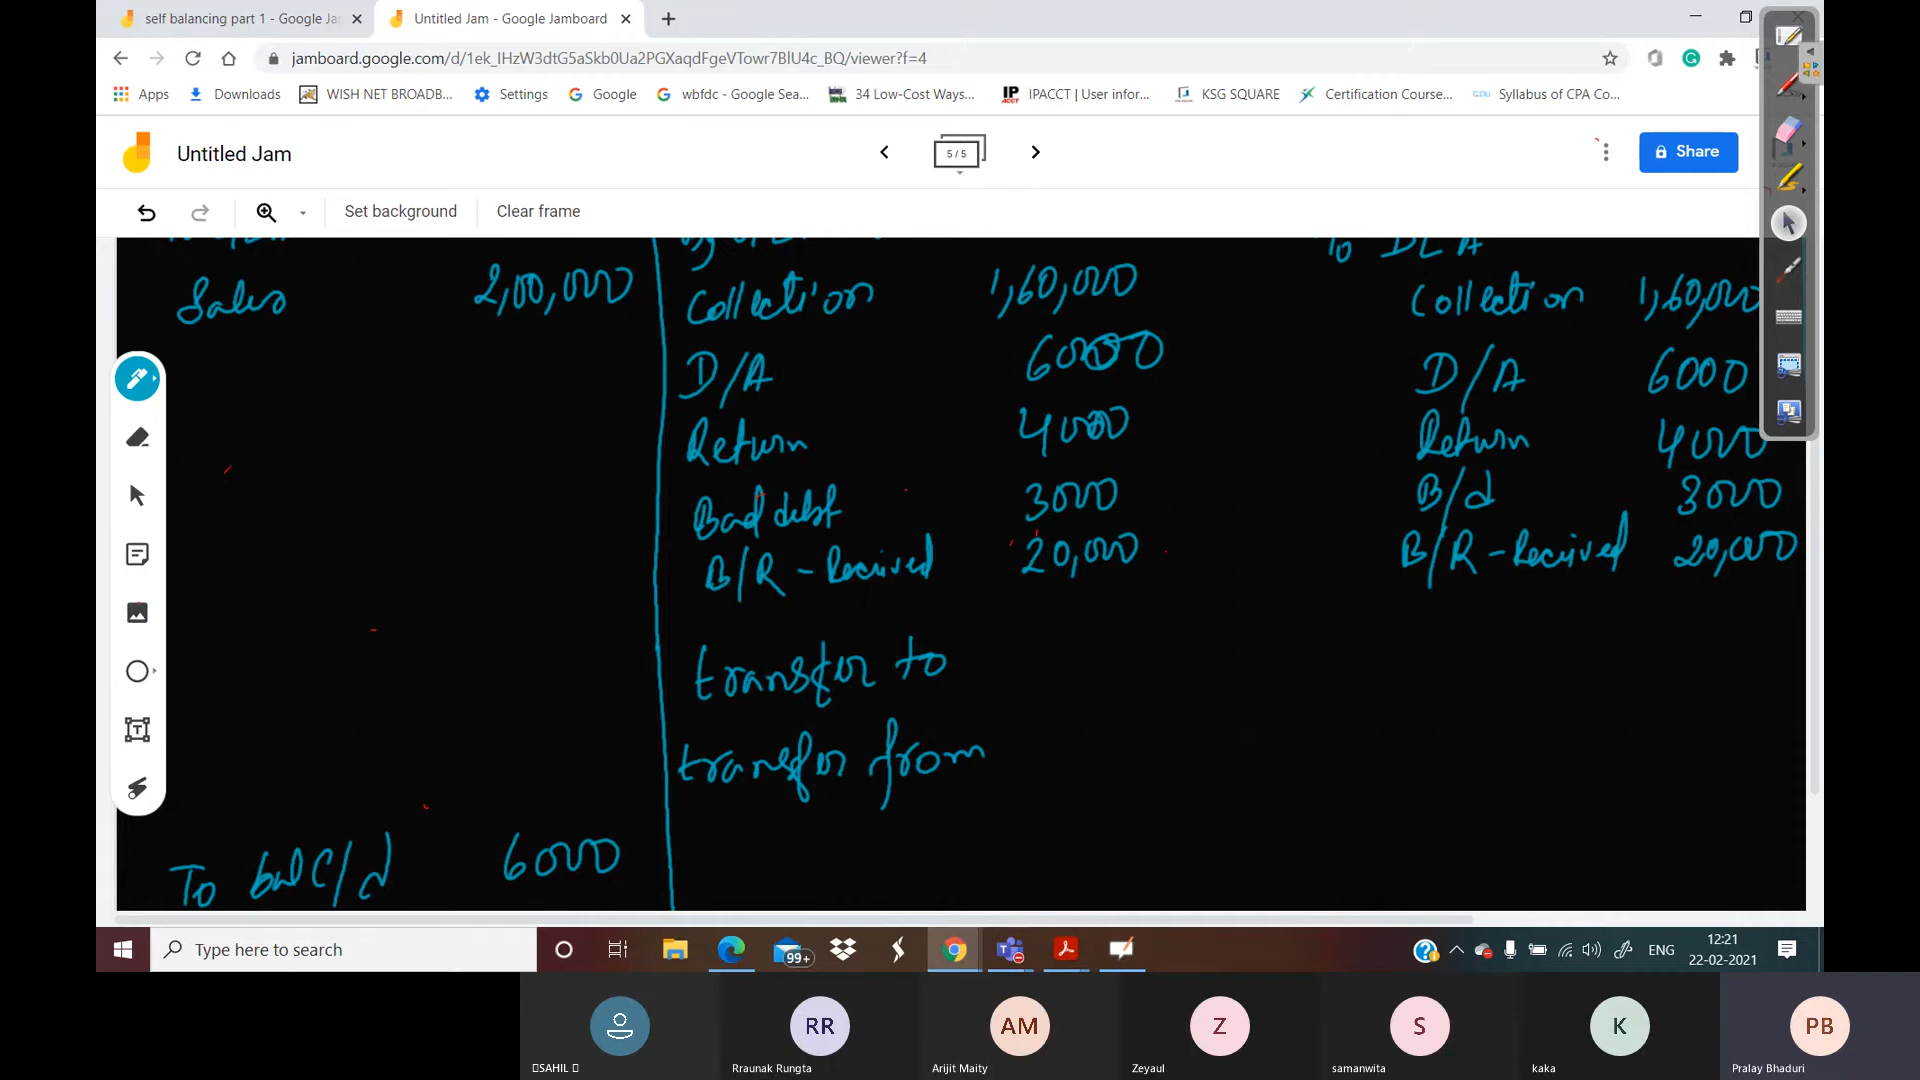 self balancing part 1 - Google Ja
Untitled Jam - Google Jamboard
jamboard.google.com/d/1ek_IHzW3dtG5aSkb0Ua2PGXaqdFgeVTowr7BlU4c_BQ/viewer?f=4
Apps Downloads WISH NET BROADB... Settings Google wbfdc - Google Sea... 34 Low-Cost Ways... IPACCT | User infor... KSG SQUARE Certification Course... Syllabus of CPA Co...
Untitled Jam
5 / 5
Share
Set background Clear frame
To DLA
Sales 2,00,000 Collection 1,60,000 Collection 1,60,000
D/A 6000 D/A 6000
Return 4000 Return 4000
Bad debt 3000 B/d 3000
B/R - Received 20,000 B/R - Received 20,000
transfer to
transfer from
To bal C/d 6000
Type here to search
99+
ENG
12:21
22-02-2021
RR AM Z S K PB
SAHIL Rraunak Rungta Arijit Maity Zeyaul samanwita kaka Pralay Bhaduri